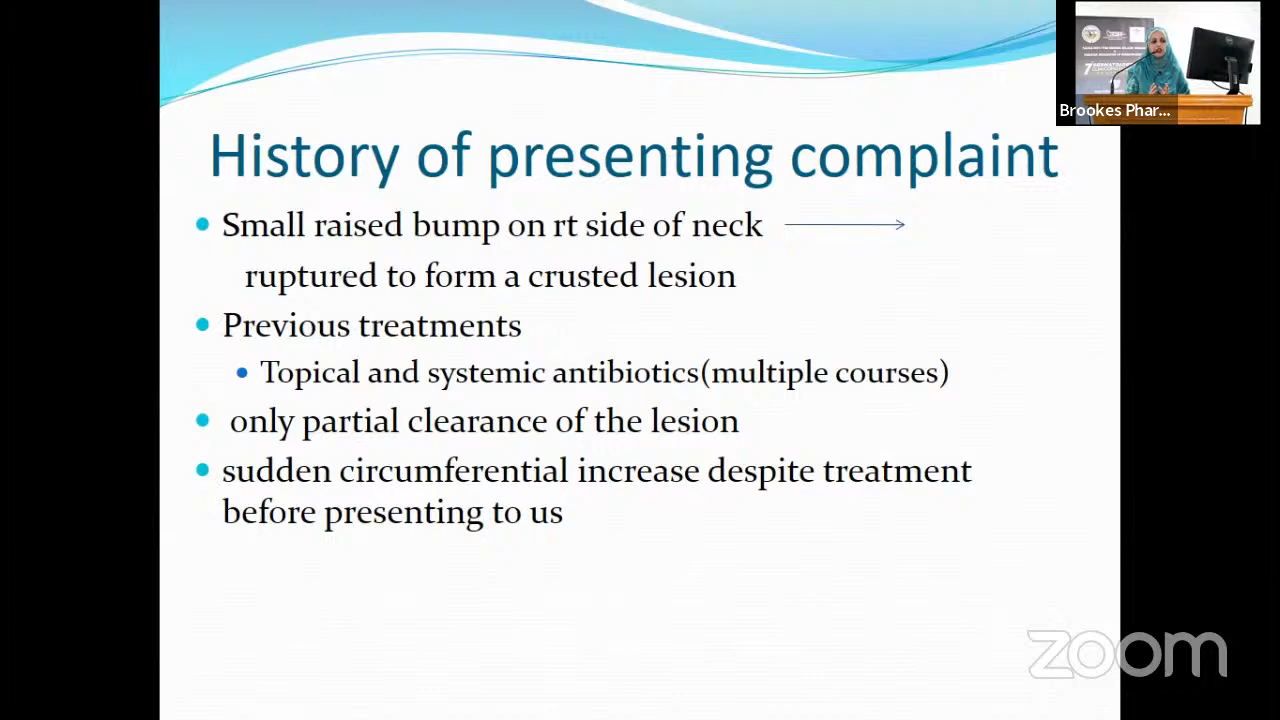 Brookes Phar...
History of presenting complaint
Small raised bump on rt side of neck
ruptured to form a crusted lesion
Previous treatments
Topical and systemic antibiotics(multiple courses)
only partial clearance of the lesion
sudden circumferential increase despite treatment
before presenting to us
zoom